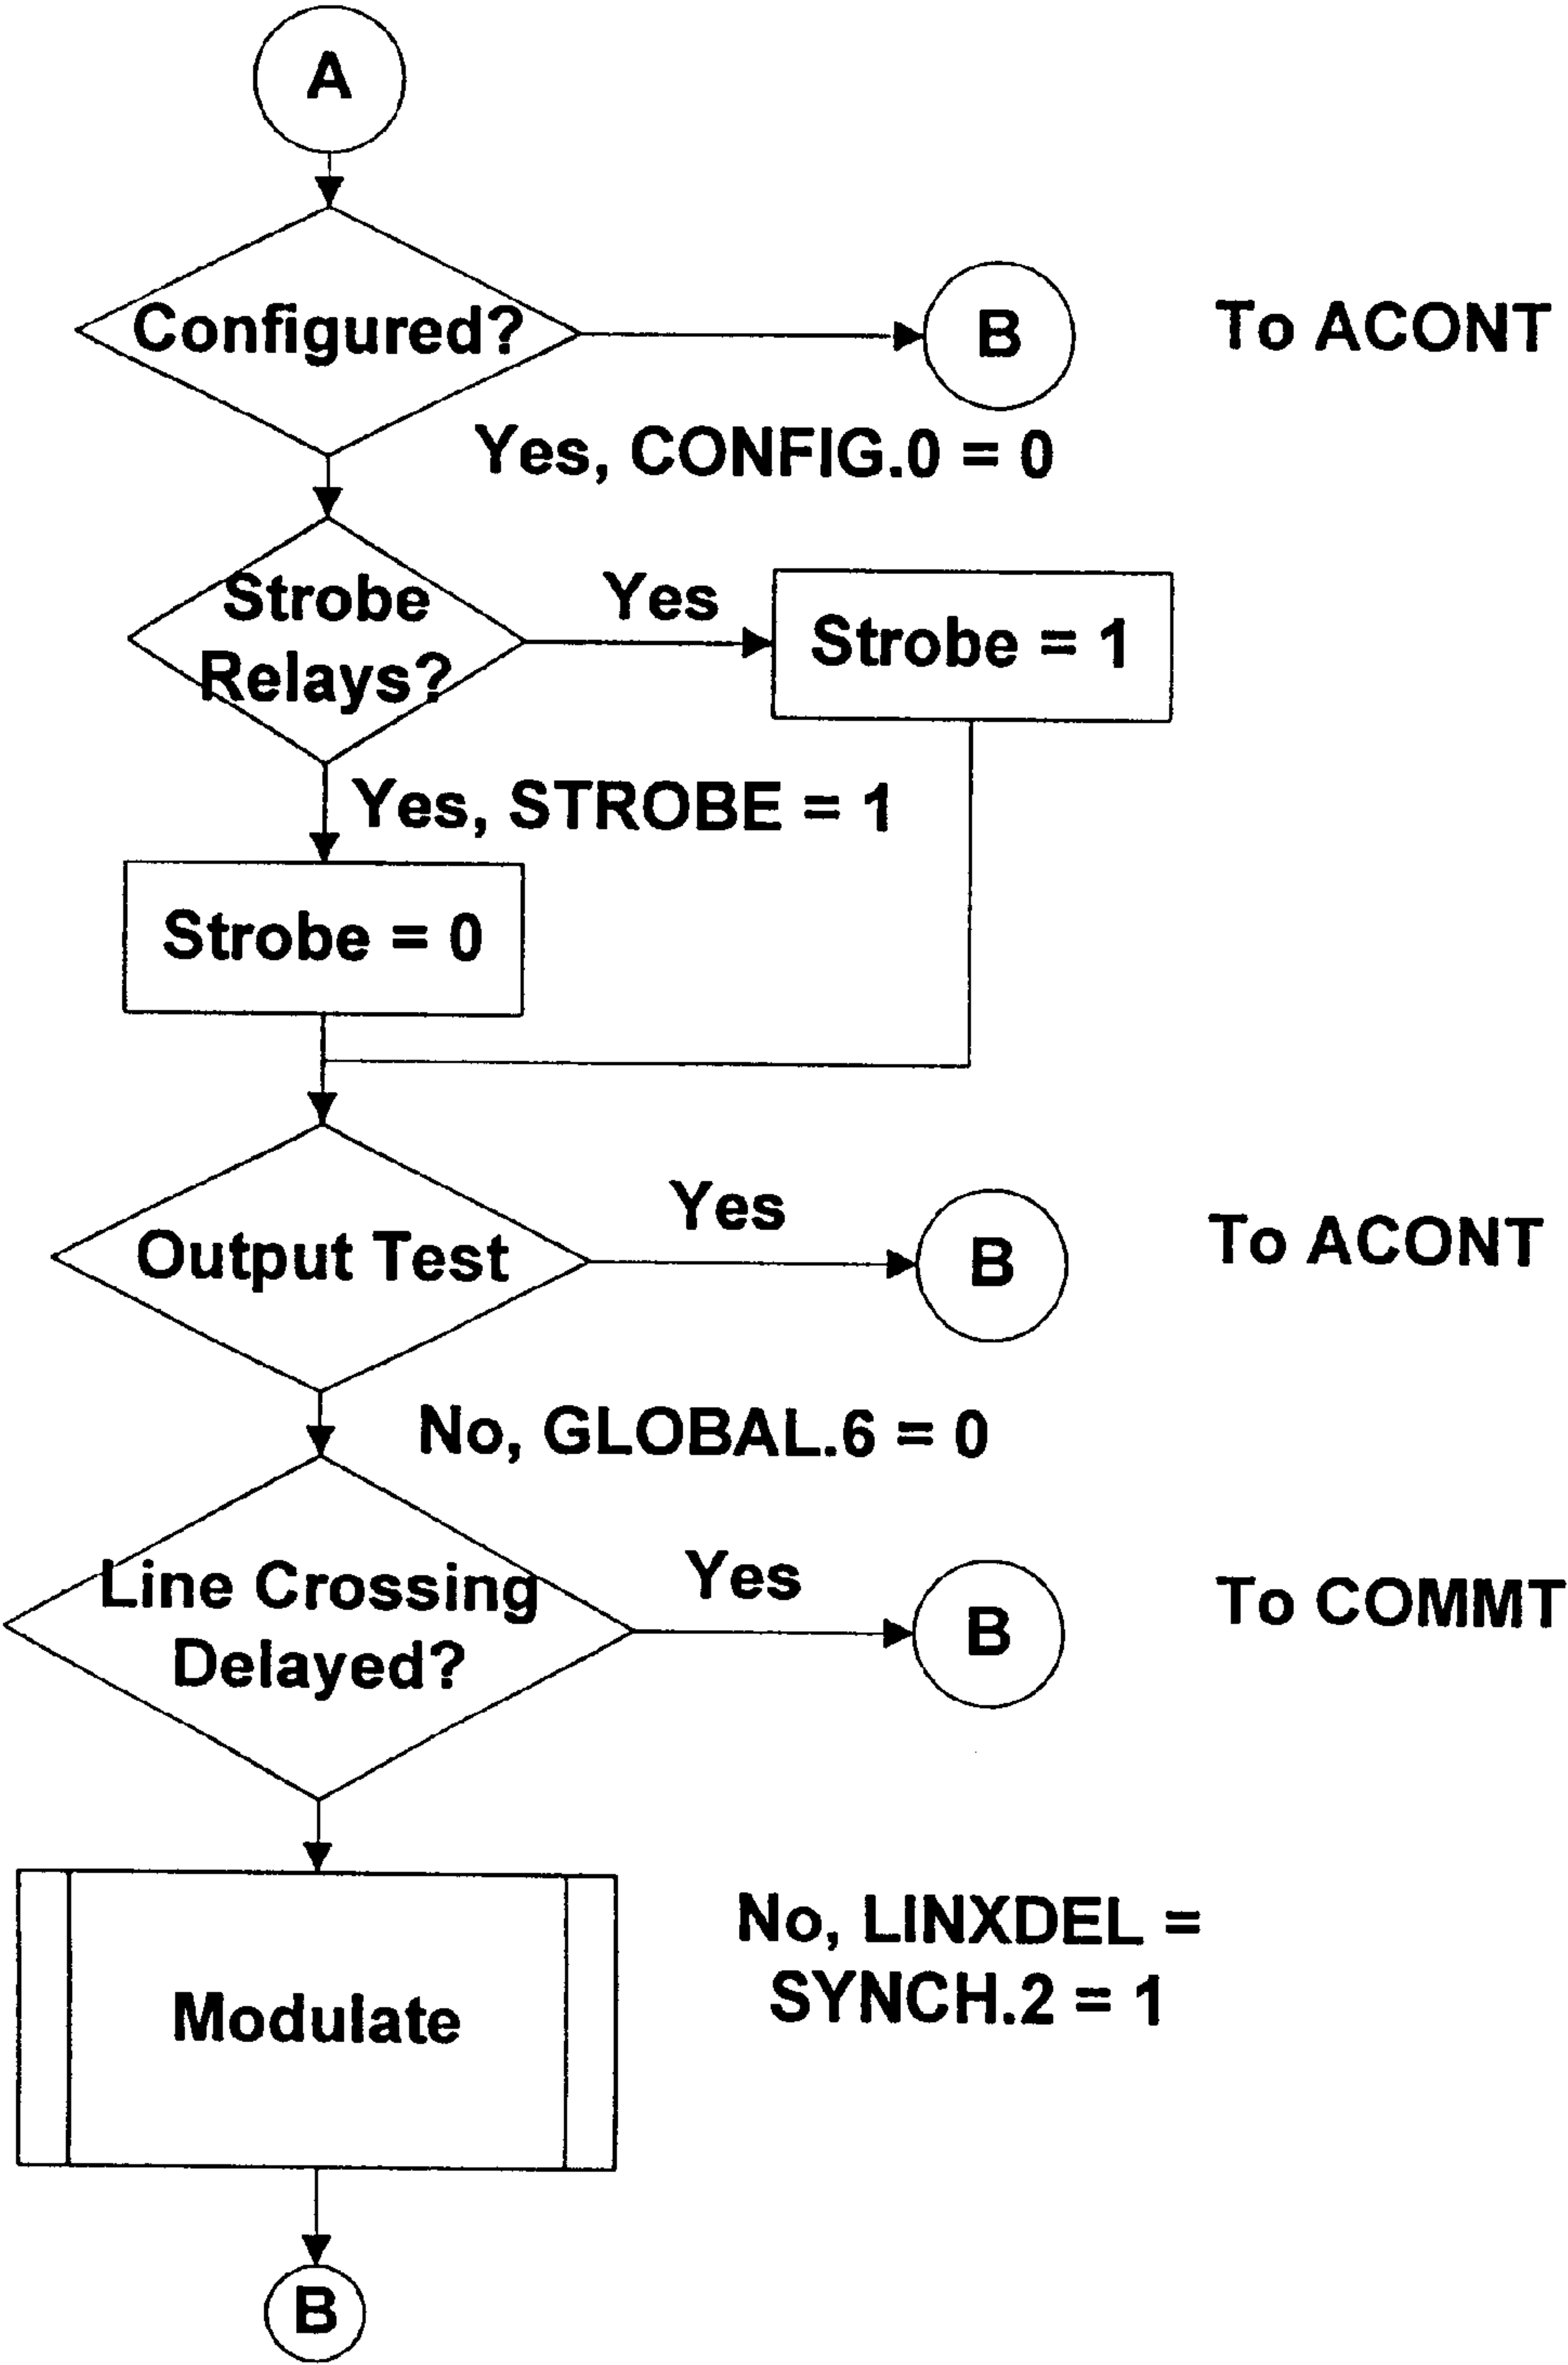 A
Configured?
B
To ACONT
Yes, CONFIG.0 = 0
Strobe
Relays?
Yes
Strobe = 1
Yes, STROBE = 1
Strobe = 0
Output Test
Yes
B
To ACONT
No, GLOBAL.6 = 0
Line Crossing
Delayed?
Yes
B
To COMMT
Modulate
No, LINXDEL =
SYNCH.2 = 1
B